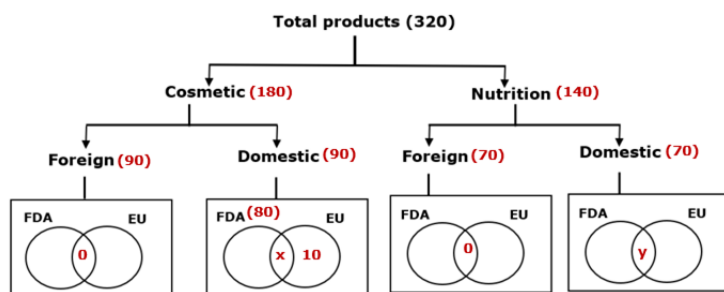 Total products (320)
Cosmetic (180) Nutrition (140)
Foreign (90) Domestic (90) Foreign (70) Domestic (70)
FDA EU FDA (80) EU FDA EU FDA EU
0 x 10 0 y